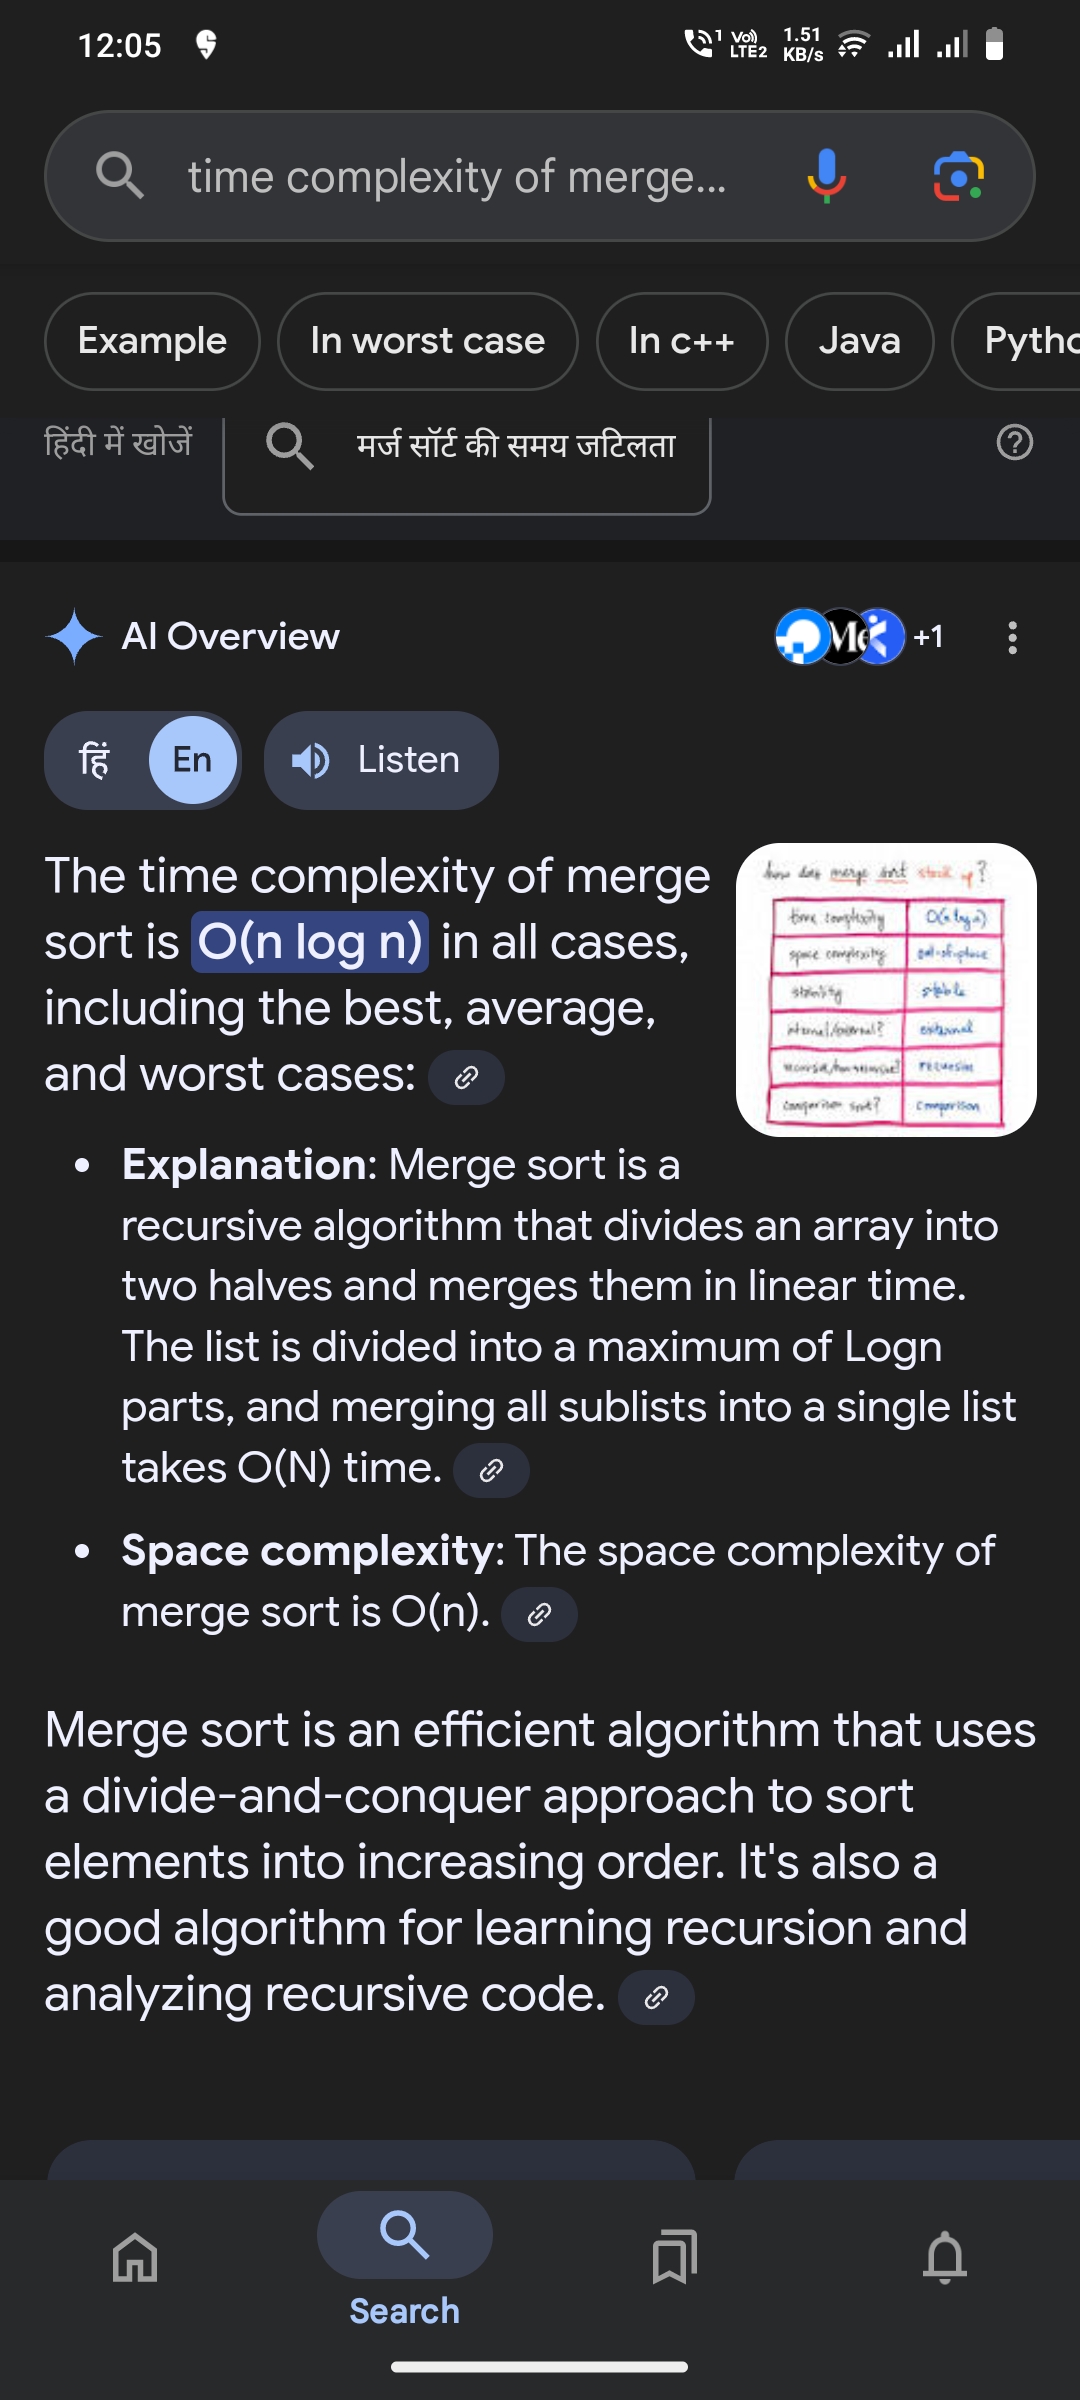 12:05
1
Vo))
LTE2
1.51
KB/s
time complexity of merge...
Example
In worst case
In c++
Java
Pytho
हिंदी में खोजें
मर्ज सॉर्ट की समय जटिलता
AI Overview
Me
+1
हिं
En
Listen
The time complexity of merge
sort is O(n log n) in all cases,
including the best, average,
and worst cases:
how does merge sort stack up?
time complexity O(n log n)
space complexity out-of-place
stability stable
internal/external? external
recursive/non-recursive? recursive
comparison sort? comparison
• Explanation: Merge sort is a
recursive algorithm that divides an array into
two halves and merges them in linear time.
The list is divided into a maximum of Logn
parts, and merging all sublists into a single list
takes O(N) time.
• Space complexity: The space complexity of
merge sort is O(n).
Merge sort is an efficient algorithm that uses
a divide-and-conquer approach to sort
elements into increasing order. It's also a
good algorithm for learning recursion and
analyzing recursive code.
Search